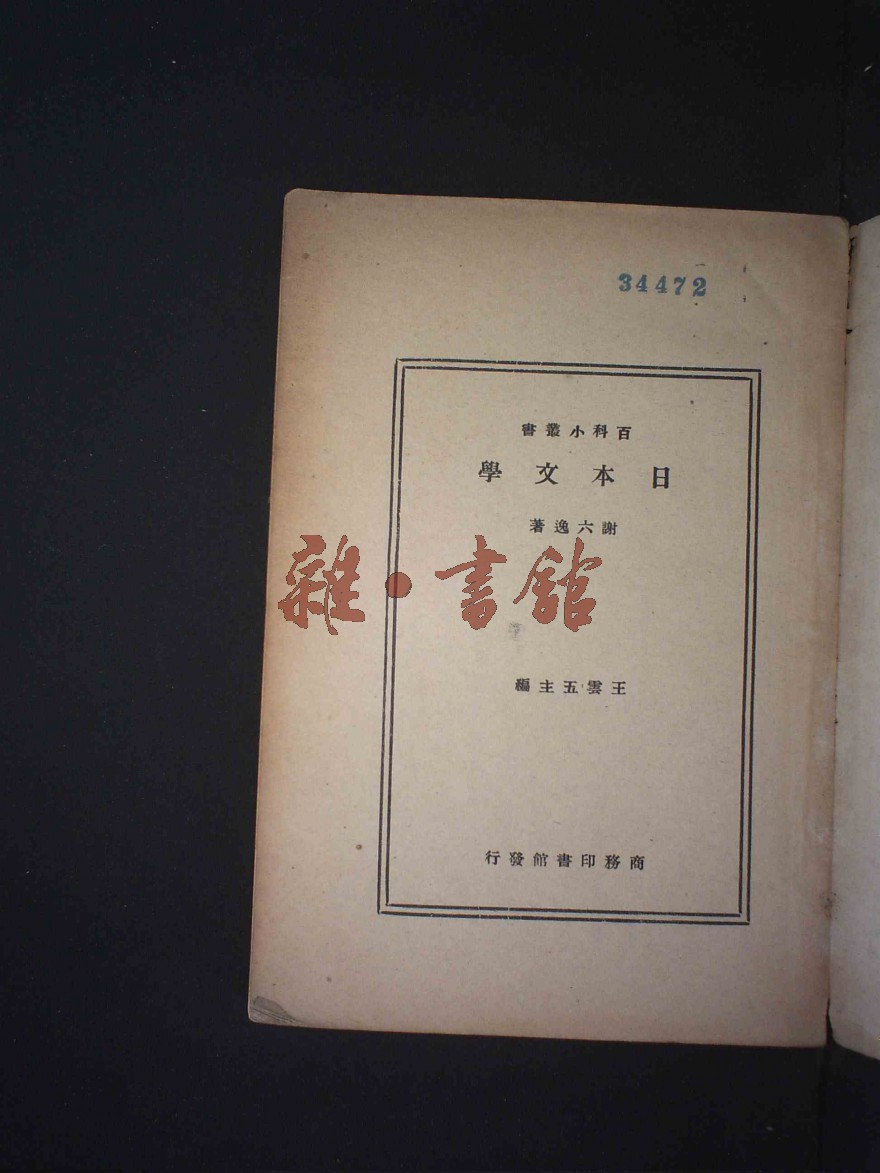 34472
百科小叢書
日本文學
謝六逸著
雜·書館
王雲五主編
商務印書館發行